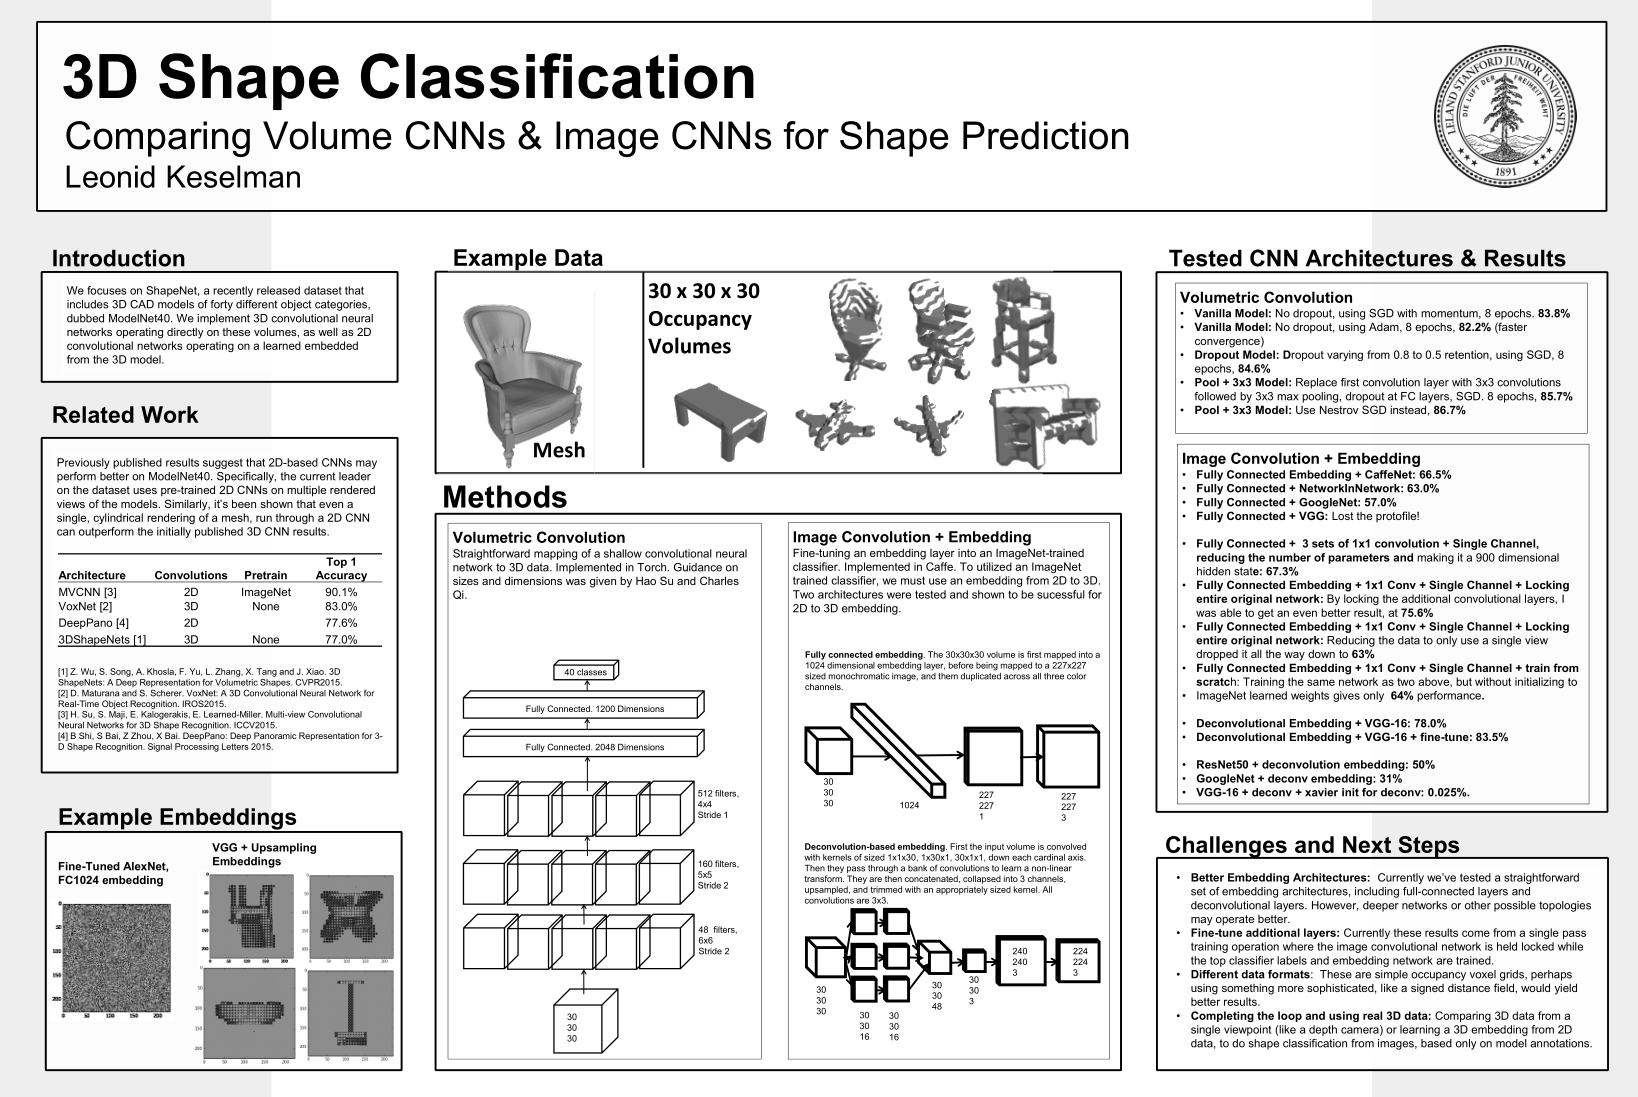 3D Shape Classification
Comparing Volume CNNs & Image CNNs for Shape Prediction
Leonid Keselman
LELAND STANFORD JUNIOR UNIVERSITY
DIE LUFT DER FREIHEIT WEHT
1891
Introduction
We focuses on ShapeNet, a recently released dataset that
includes 3D CAD models of forty different object categories,
dubbed ModelNet40. We implement 3D convolutional neural
networks operating directly on these volumes, as well as 2D
convolutional networks operating on a learned embedded
from the 3D model.
Related Work
Previously published results suggest that 2D-based CNNs may
perform better on ModelNet40. Specifically, the current leader
on the dataset uses pre-trained 2D CNNs on multiple rendered
views of the models. Similarly, it's been shown that even a
single, cylindrical rendering of a mesh, run through a 2D CNN
can outperform the initially published 3D CNN results.
Top 1
Architecture Convolutions Pretrain Accuracy
MVCNN [3] 2D ImageNet 90.1%
VoxNet [2] 3D None 83.0%
DeepPano [4] 2D 77.6%
3DShapeNets [1] 3D None 77.0%
[1] Z. Wu, S. Song, A. Khosla, F. Yu, L. Zhang, X. Tang and J. Xiao. 3D
ShapeNets: A Deep Representation for Volumetric Shapes. CVPR2015.
[2] D. Maturana and S. Scherer. VoxNet: A 3D Convolutional Neural Network for
Real-Time Object Recognition. IROS2015.
[3] H. Su, S. Maji, E. Kalogerakis, E. Learned-Miller. Multi-view Convolutional
Neural Networks for 3D Shape Recognition. ICCV2015.
[4] B Shi, S Bai, Z Zhou, X Bai. DeepPano: Deep Panoramic Representation for 3-
D Shape Recognition. Signal Processing Letters 2015.
Example Embeddings
Fine-Tuned AlexNet,
FC1024 embedding
VGG + Upsampling
Embeddings
0
50
100
150
200
0 50 100 150 200
Example Data
Mesh
30 x 30 x 30
Occupancy
Volumes
Methods
Volumetric Convolution
Straightforward mapping of a shallow convolutional neural
network to 3D data. Implemented in Torch. Guidance on
sizes and dimensions was given by Hao Su and Charles
Qi.
40 classes
Fully Connected. 1200 Dimensions
Fully Connected. 2048 Dimensions
512 filters,
4x4
Stride 1
160 filters,
5x5
Stride 2
48 filters,
6x6
Stride 2
30
30
30
Image Convolution + Embedding
Fine-tuning an embedding layer into an ImageNet-trained
classifier. Implemented in Caffe. To utilized an ImageNet
trained classifier, we must use an embedding from 2D to 3D.
Two architectures were tested and shown to be sucessful for
2D to 3D embedding.
Fully connected embedding. The 30x30x30 volume is first mapped into a
1024 dimensional embedding layer, before being mapped to a 227x227
sized monochromatic image, and them duplicated across all three color
channels.
30
30
30
1024
227
227
1
227
227
3
Deconvolution-based embedding. First the input volume is convolved
with kernels of sized 1x1x30, 1x30x1, 30x1x1, down each cardinal axis.
Then they pass through a bank of convolutions to learn a non-linear
transform. They are then concatenated, collapsed into 3 channels,
upsampled, and trimmed with an appropriately sized kernel. All
convolutions are 3x3.
30
30
30
30
30
16
30
30
16
30
30
48
30
30
3
240
240
3
224
224
3
Tested CNN Architectures & Results
Volumetric Convolution
• Vanilla Model: No dropout, using SGD with momentum, 8 epochs. 83.8%
• Vanilla Model: No dropout, using Adam, 8 epochs, 82.2% (faster
convergence)
• Dropout Model: Dropout varying from 0.8 to 0.5 retention, using SGD, 8
epochs, 84.6%
• Pool + 3x3 Model: Replace first convolution layer with 3x3 convolutions
followed by 3x3 max pooling, dropout at FC layers, SGD. 8 epochs, 85.7%
• Pool + 3x3 Model: Use Nestrov SGD instead, 86.7%
Image Convolution + Embedding
• Fully Connected Embedding + CaffeNet: 66.5%
• Fully Connected + NetworkInNetwork: 63.0%
• Fully Connected + GoogleNet: 57.0%
• Fully Connected + VGG: Lost the protofile!
• Fully Connected + 3 sets of 1x1 convolution + Single Channel,
reducing the number of parameters and making it a 900 dimensional
hidden state: 67.3%
• Fully Connected Embedding + 1x1 Conv + Single Channel + Locking
entire original network: By locking the additional convolutional layers, I
was able to get an even better result, at 75.6%
• Fully Connected Embedding + 1x1 Conv + Single Channel + Locking
entire original network: Reducing the data to only use a single view
dropped it all the way down to 63%
• Fully Connected Embedding + 1x1 Conv + Single Channel + train from
scratch: Training the same network as two above, but without initializing to
• ImageNet learned weights gives only 64% performance.
• Deconvolutional Embedding + VGG-16: 78.0%
• Deconvolutional Embedding + VGG-16 + fine-tune: 83.5%
• ResNet50 + deconvolution embedding: 50%
• GoogleNet + deconv embedding: 31%
• VGG-16 + deconv + xavier init for deconv: 0.025%.
Challenges and Next Steps
• Better Embedding Architectures: Currently we've tested a straightforward
set of embedding architectures, including full-connected layers and
deconvolutional layers. However, deeper networks or other possible topologies
may operate better.
• Fine-tune additional layers: Currently these results come from a single pass
training operation where the image convolutional network is held locked while
the top classifier labels and embedding network are trained.
• Different data formats: These are simple occupancy voxel grids, perhaps
using something more sophisticated, like a signed distance field, would yield
better results.
• Completing the loop and using real 3D data: Comparing 3D data from a
single viewpoint (like a depth camera) or learning a 3D embedding from 2D
data, to do shape classification from images, based only on model annotations.